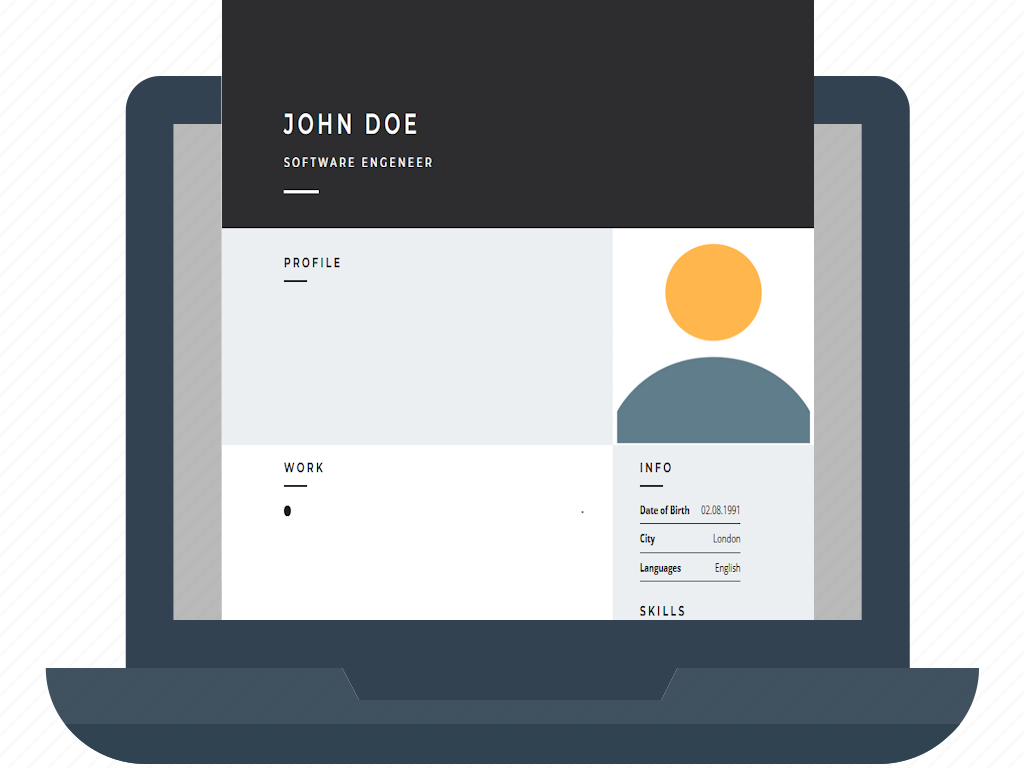 JOHN DOE
SOFTWARE ENGENEER
PROFILE
WORK
INFO
Date of Birth 02.08.1991
City London
Languages English
SKILLS